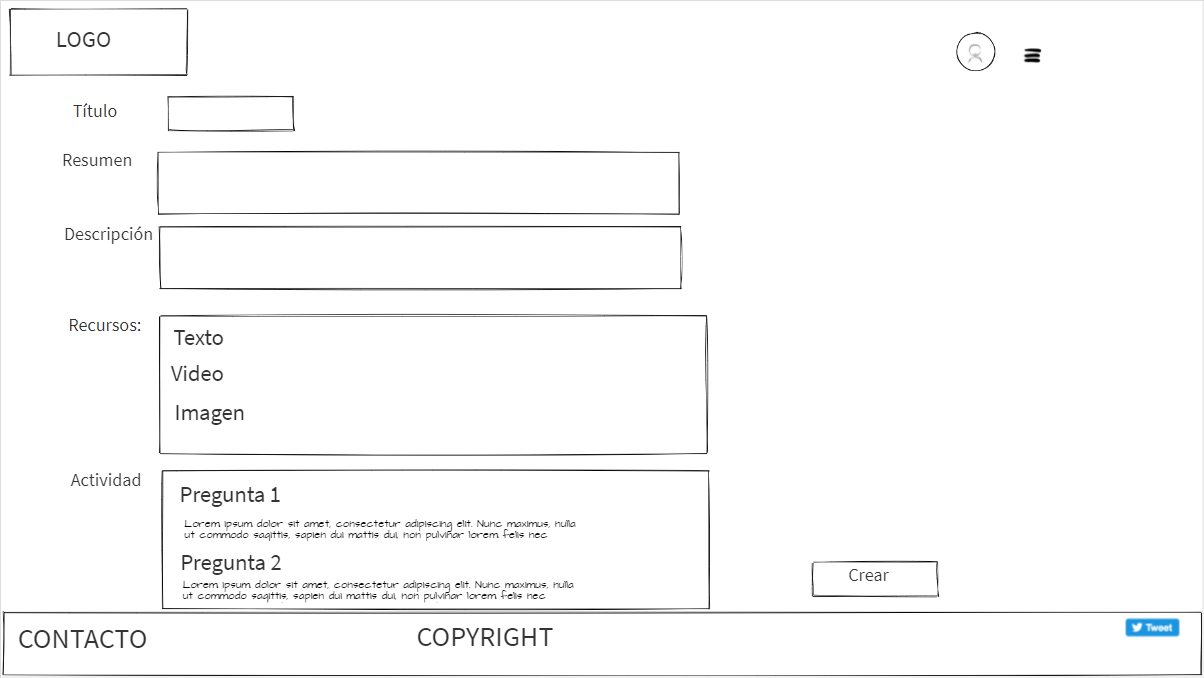 LOGO
Título
Resumen
Descripción
Recursos:
Texto
Video
Imagen
Actividad
Pregunta 1
Lorem ipsum dolor sit amet, consectetur adipiscing elit. Nunc maximus, nulla
ut commodo sagittis, sapien dui mattis dui, non pulvinar lorem felis nec
Pregunta 2
Lorem ipsum dolor sit amet, consectetur adipiscing elit. Nunc maximus, nulla
ut commodo sagittis, sapien dui mattis dui, non pulvinar lorem felis nec
Crear
CONTACTO
COPYRIGHT
Tweet